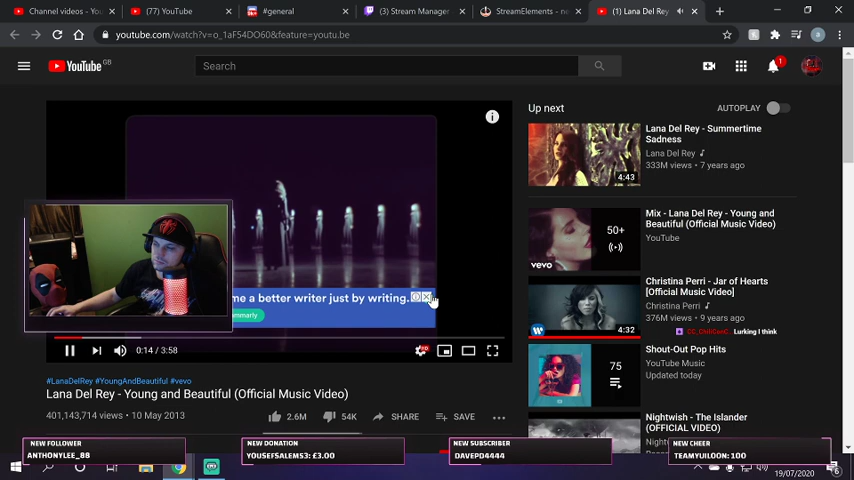 Channel videos - You
(77) YouTube
#general
(3) Stream Manager -
StreamElements - ne
(1) Lana Del Rey
youtube.com/watch?v=o_1aF54DO60&feature=youtu.be
YouTube GB
Search
1
Up next
AUTOPLAY
Lana Del Rey - Summertime
Sadness
Lana Del Rey
333M views • 7 years ago
4:43
Mix - Lana Del Rey - Young and
Beautiful (Official Music Video)
YouTube
50+
vevo
Christina Perri - Jar of Hearts
[Official Music Video]
Christina Perri
376M views • 9 years ago
4:32
Lurking I think
Shout-Out Pop Hits
YouTube Music
Updated today
75
Nightwish - The Islander
(OFFICIAL VIDEO)
me a better writer just by writing.
mmarly
0:14 / 3:58
#LanaDelRey #YoungAndBeautiful #vevo
Lana Del Rey - Young and Beautiful (Official Music Video)
401,143,714 views • 10 May 2013
2.6M
54K
SHARE
SAVE
NEW FOLLOWER
ANTHONYLEE_88
NEW DONATION
YOUSEFSALEMS3: £3.00
NEW SUBSCRIBER
DAVEPD4444
NEW CHEER
TEAMYUILOON: 100
19/07/2020
6